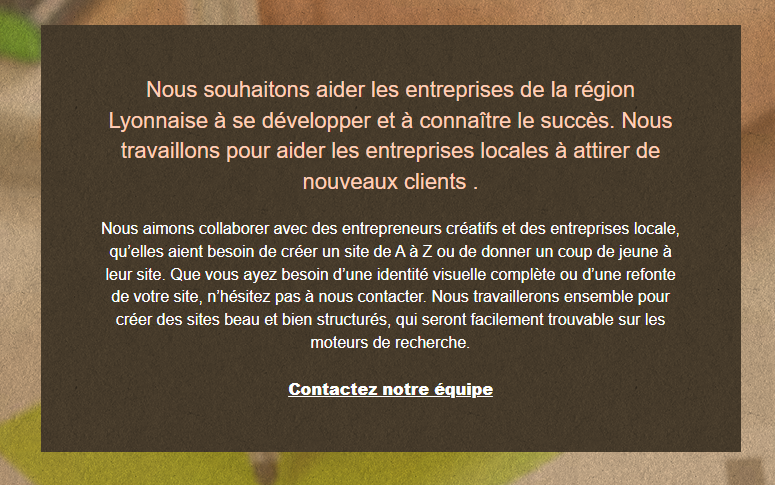 Nous souhaitons aider les entreprises de la région
Lyonnaise à se développer et à connaître le succès. Nous
travaillons pour aider les entreprises locales à attirer de
nouveaux clients .
Nous aimons collaborer avec des entrepreneurs créatifs et des entreprises locale,
qu’elles aient besoin de créer un site de A à Z ou de donner un coup de jeune à
leur site. Que vous ayez besoin d’une identité visuelle complète ou d’une refonte
de votre site, n’hésitez pas à nous contacter. Nous travaillerons ensemble pour
créer des sites beau et bien structurés, qui seront facilement trouvable sur les
moteurs de recherche.
Contactez notre équipe